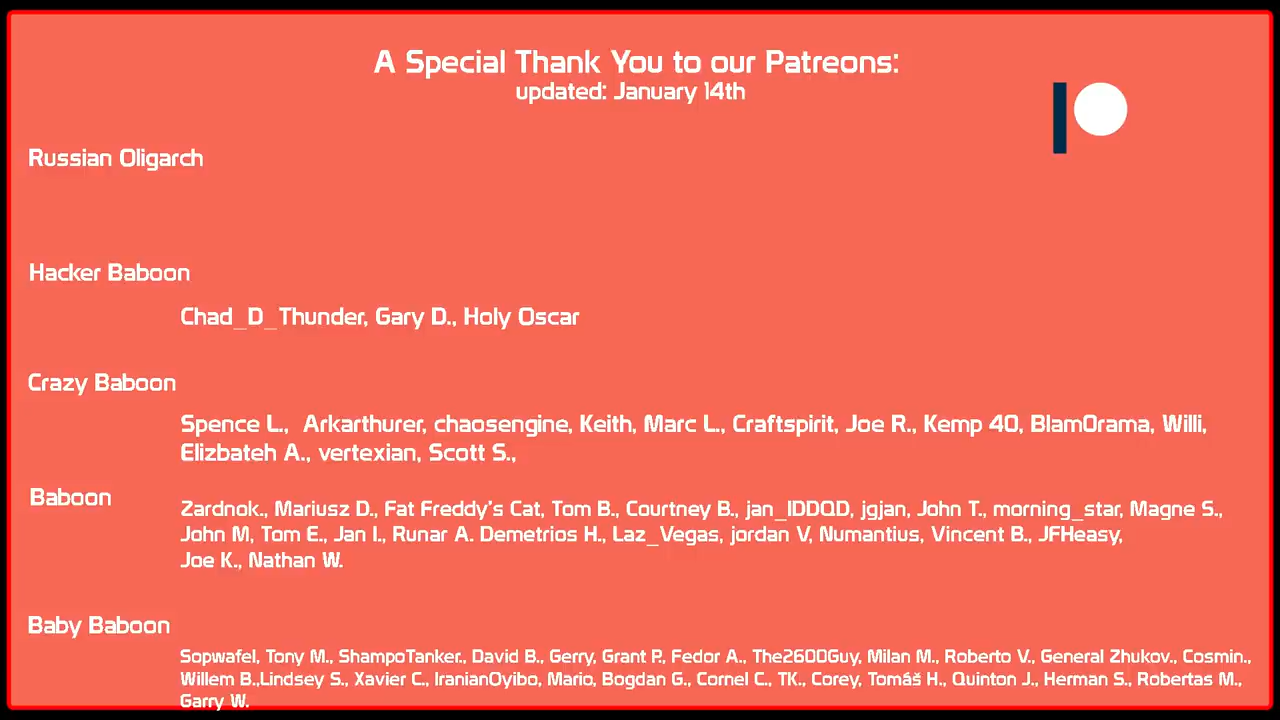 A Special Thank You to our Patreons:
updated: January 14th
Russian Oligarch
Hacker Baboon
Chad_D_Thunder, Gary D., Holy Oscar
Crazy Baboon
Spence L.,  Arkarthurer, chaosengine, Keith, Marc L., Craftspirit, Joe R., Kemp 40, BlamOrama, Willi,
Elizbateh A., vertexian, Scott S.,
Baboon
Zardnok., Mariusz D., Fat Freddy's Cat, Tom B., Courtney B., jan_IDDQD, jgjan, John T., morning_star, Magne S.,
John M, Tom E., Jan I., Runar A. Demetrios H., Laz_Vegas, jordan V, Numantius, Vincent B., JFHeasy,
Joe K., Nathan W.
Baby Baboon
Sopwafel, Tony M., ShampoTanker., David B., Gerry, Grant P., Fedor A., The2600Guy, Milan M., Roberto V., General Zhukov., Cosmin.,
Willem B.,Lindsey S., Xavier C., IranianOyibo, Mario, Bogdan G., Cornel C., TK., Corey, Tomáš H., Quinton J., Herman S., Robertas M.,
Garry W.